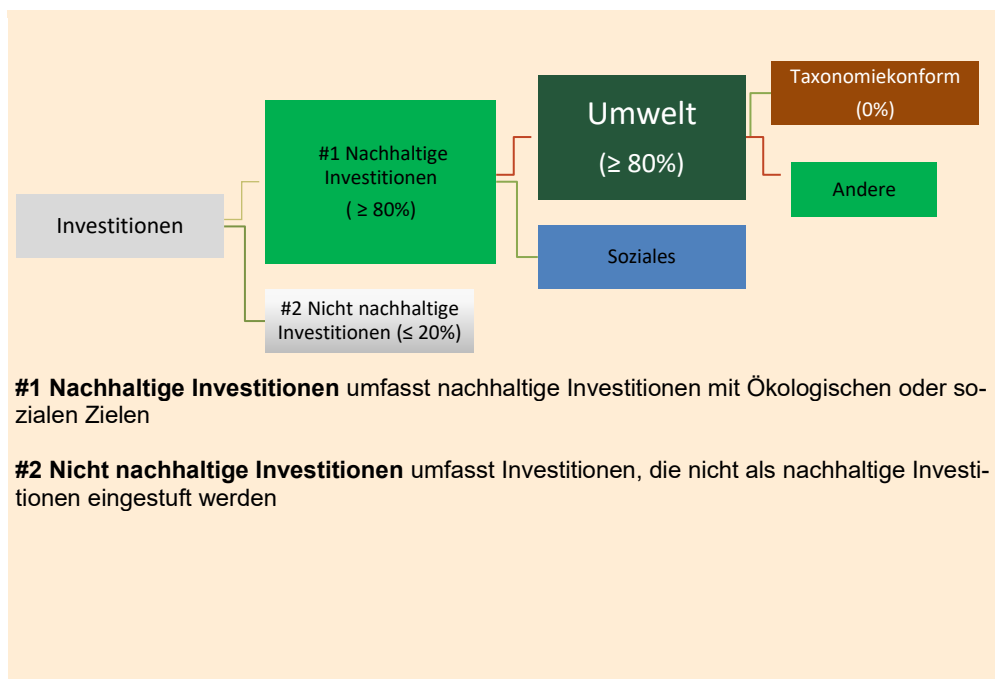 Investitionen
#1 Nachhaltige
Investitionen
( ≥ 80%)
#2 Nicht nachhaltige
Investitionen (≤ 20%)
Umwelt
(≥ 80%)
Soziales
Taxonomiekonform
(0%)
Andere
#1 Nachhaltige Investitionen umfasst nachhaltige Investitionen mit Ökologischen oder so-
zialen Zielen
#2 Nicht nachhaltige Investitionen umfasst Investitionen, die nicht als nachhaltige Investi-
tionen eingestuft werden